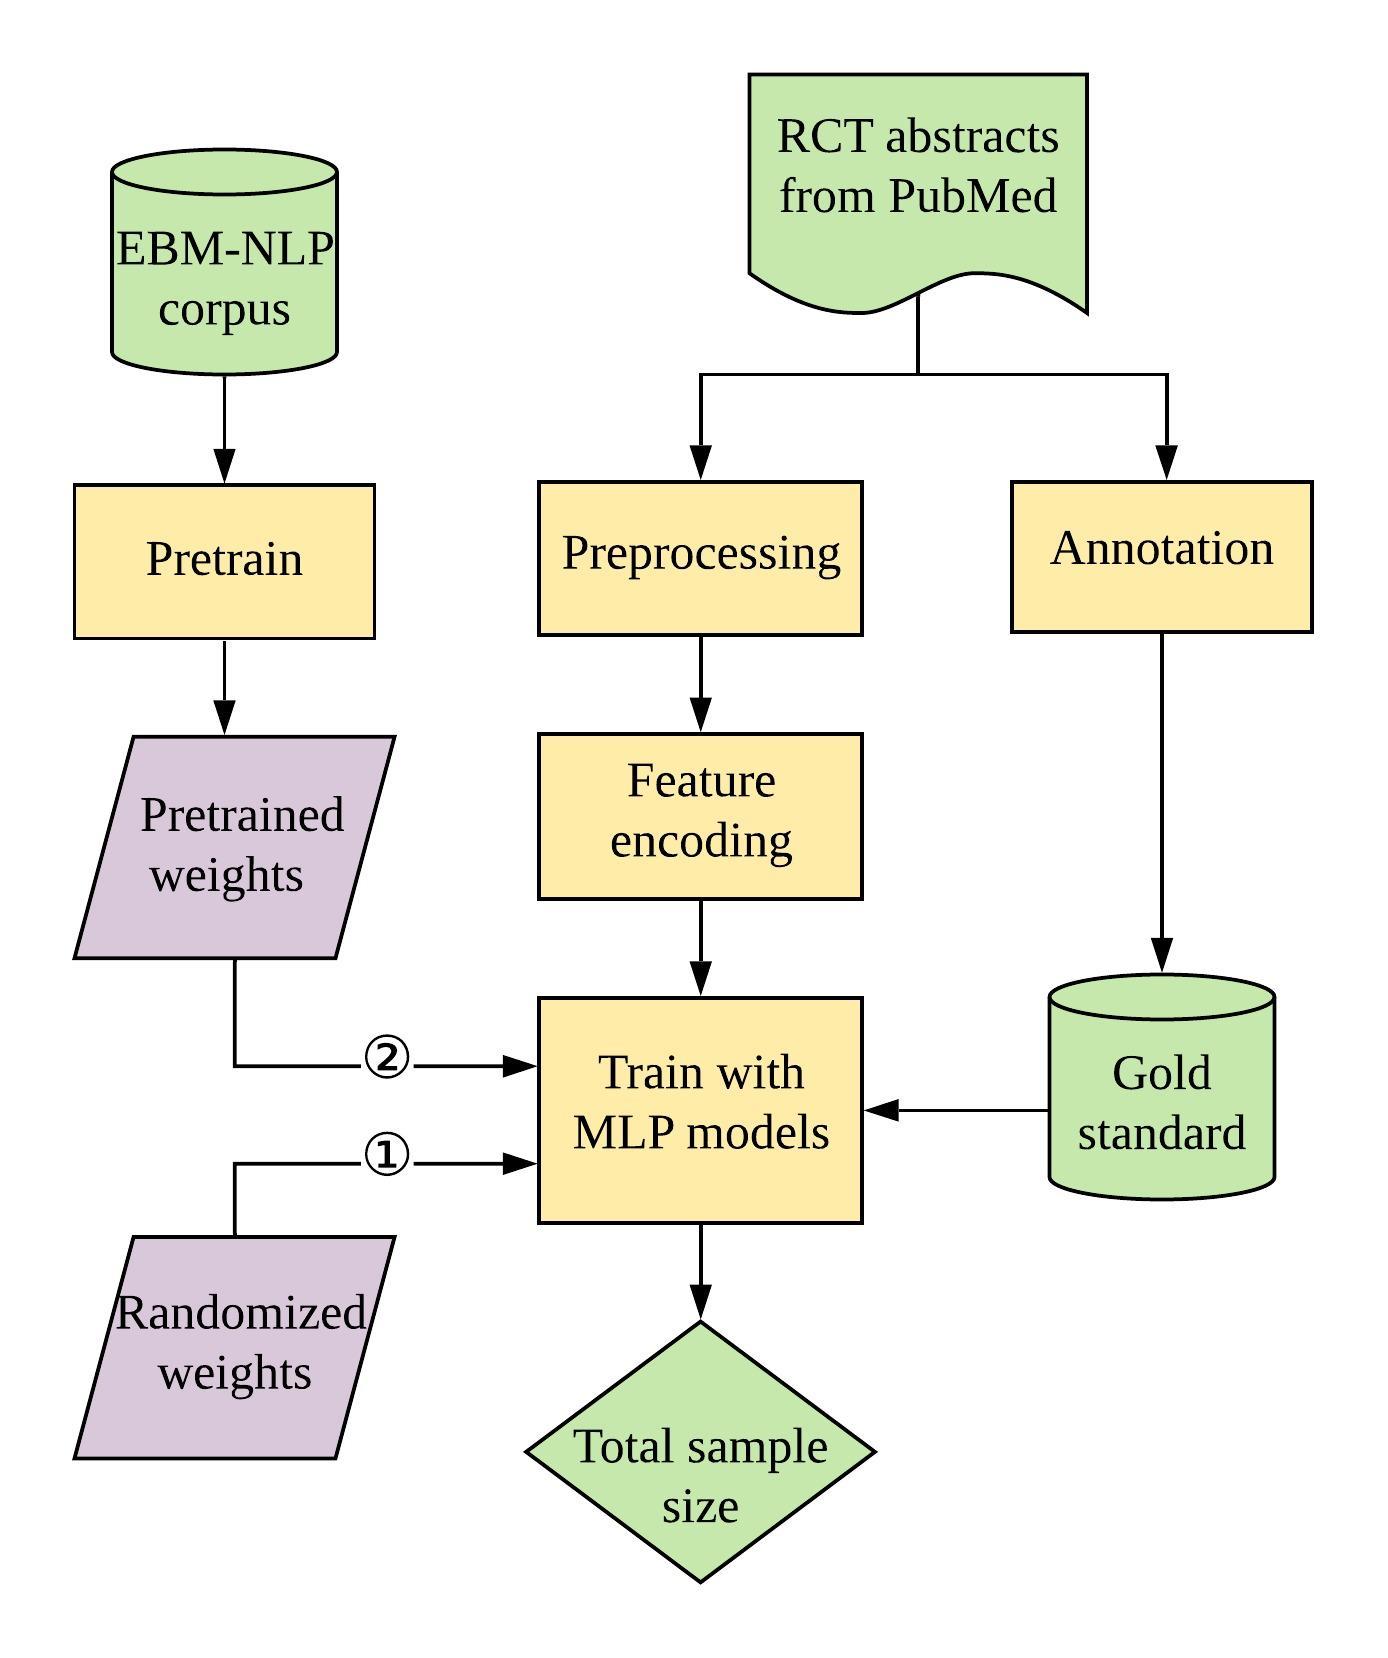 RCT abstracts
from PubMed
EBM-NLP
corpus
Pretrain
Preprocessing
Annotation
Pretrained
weights
Feature
encoding
②
①
Train with
MLP models
Gold
standard
Randomized
weights
Total sample
size